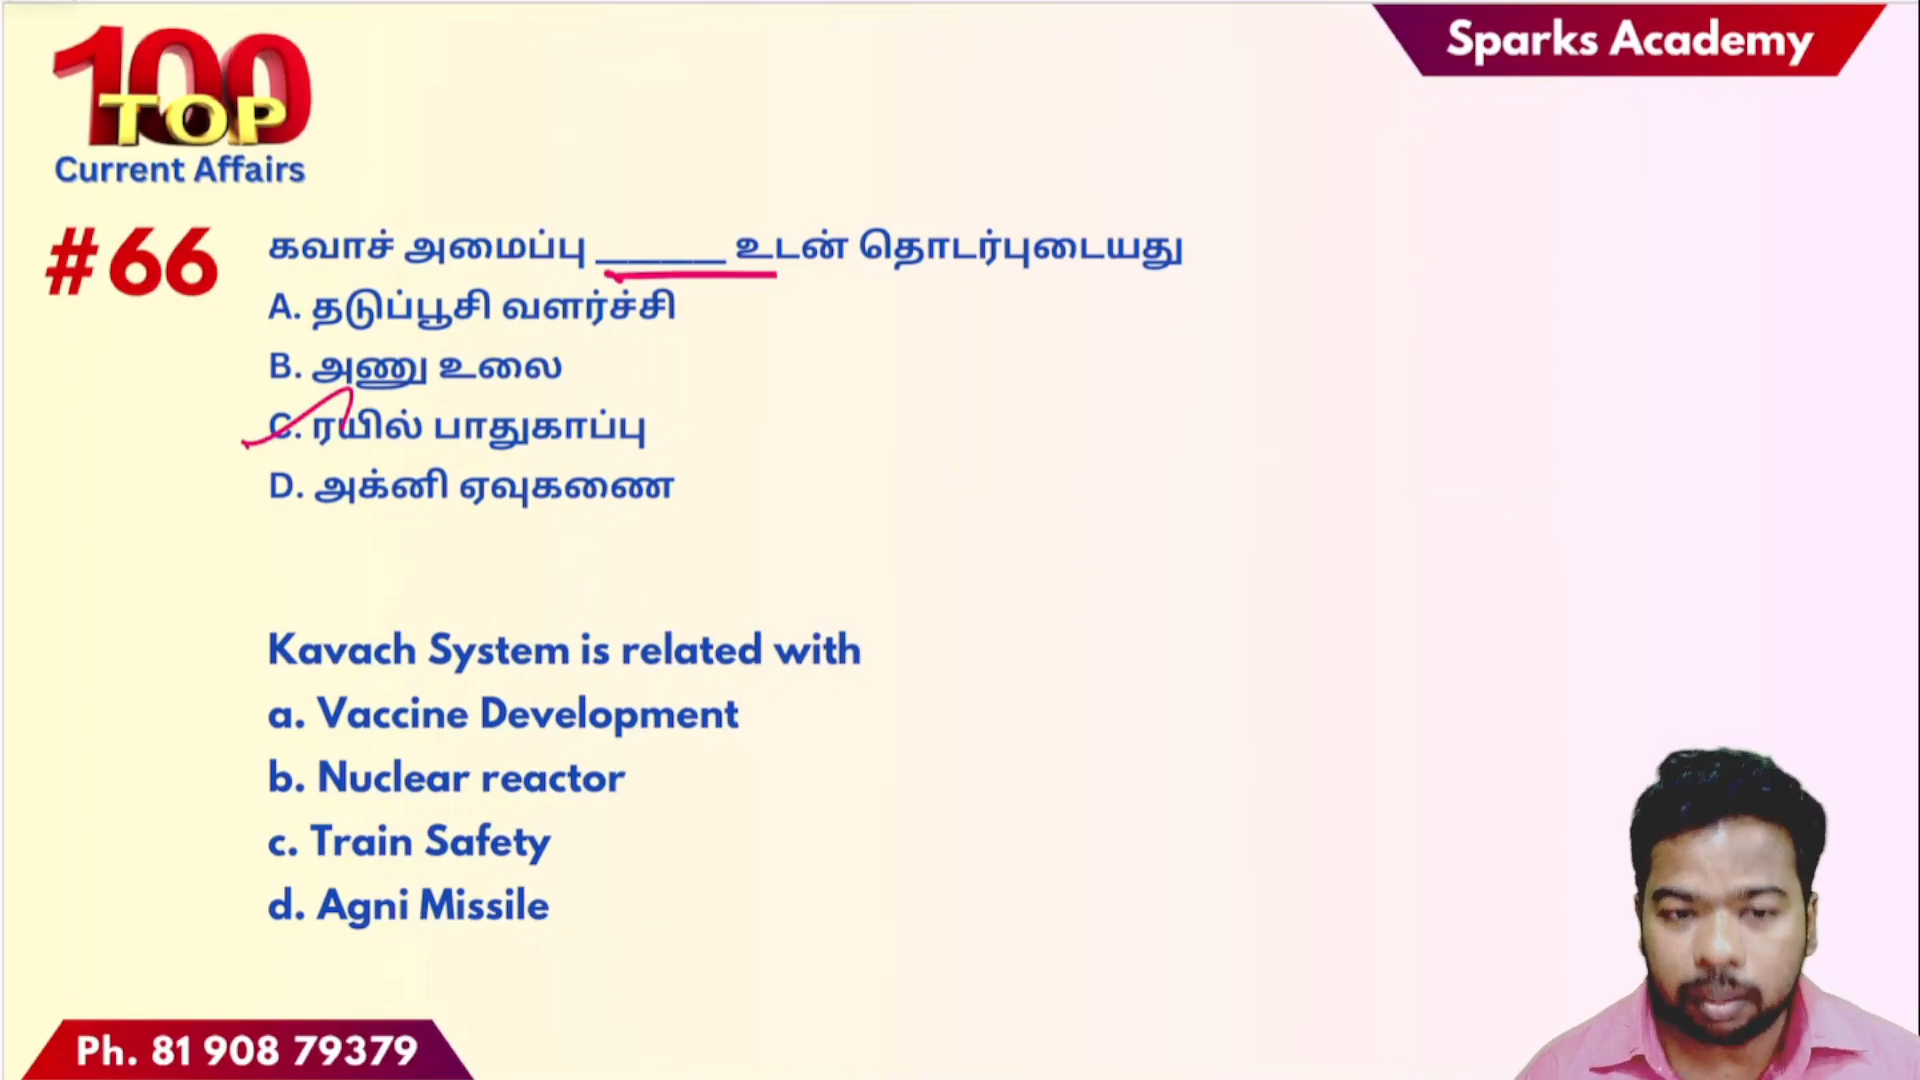 100
TOP
Current Affairs
Sparks Academy
#66
கவாச் அமைப்பு ______ உடன் தொடர்புடையது
A. தடுப்பூசி வளர்ச்சி
B. அணு உலை
C. ரயில் பாதுகாப்பு
D. அக்னி ஏவுகணை
Kavach System is related with
a. Vaccine Development
b. Nuclear reactor
c. Train Safety
d. Agni Missile
Ph. 81 908 79379